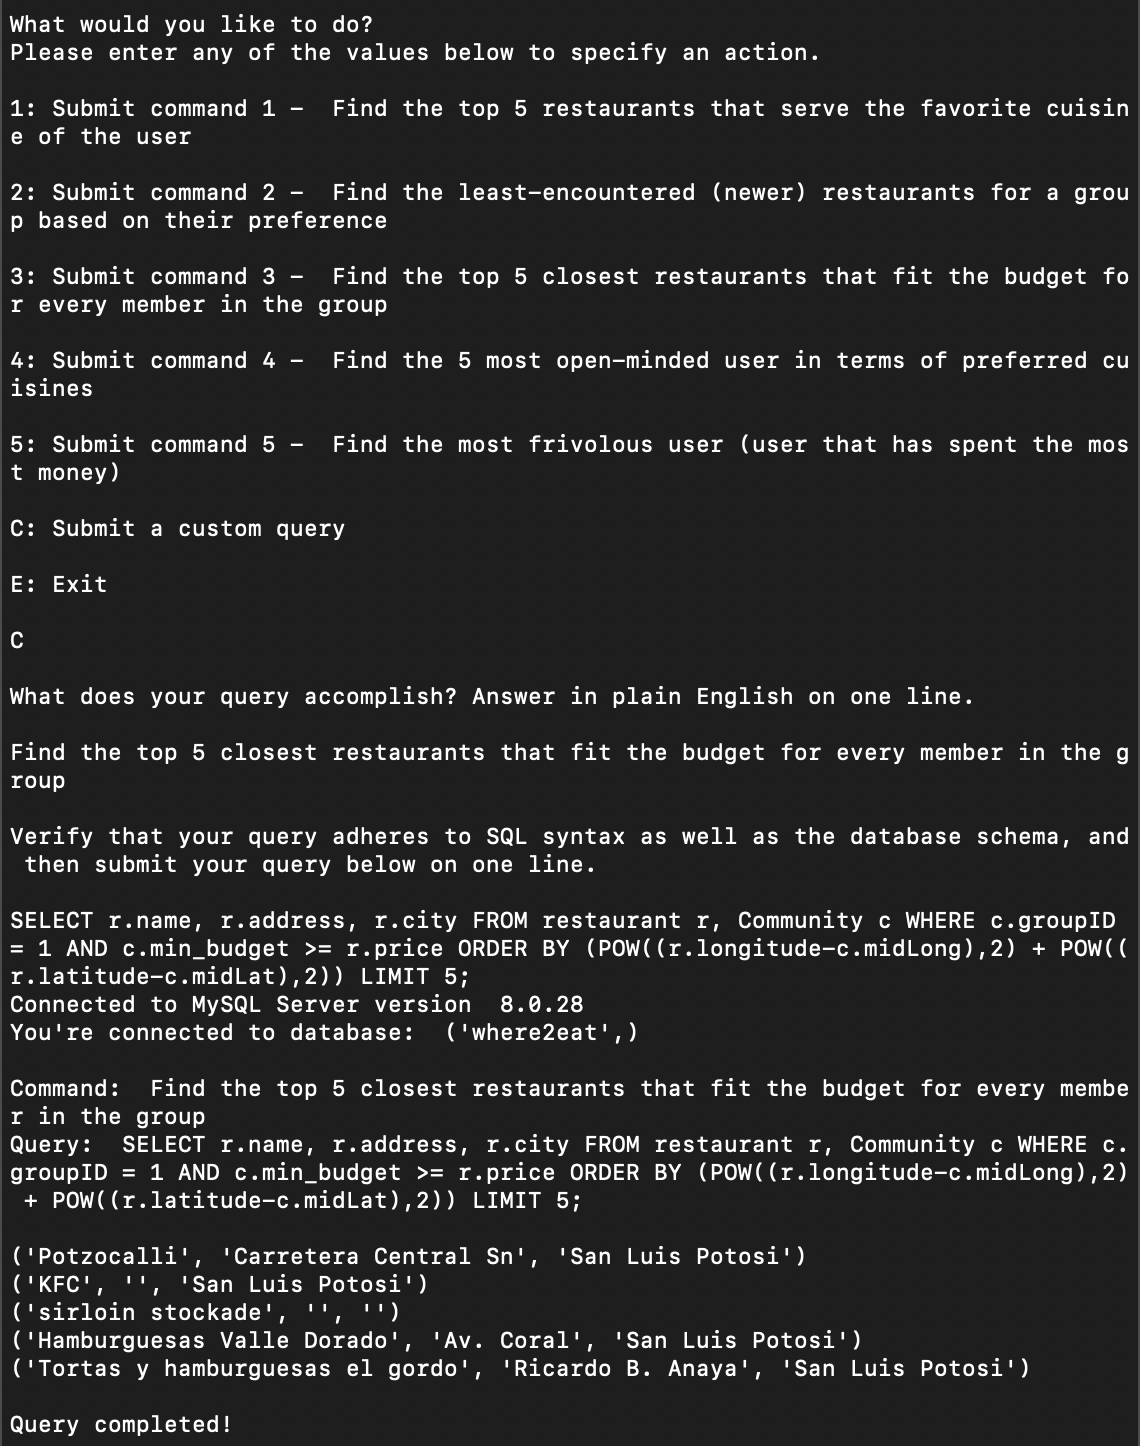 What would you like to do?
Please enter any of the values below to specify an action.
1: Submit command 1 –  Find the top 5 restaurants that serve the favorite cuisin
e of the user
2: Submit command 2 –  Find the least–encountered (newer) restaurants for a grou
p based on their preference
3: Submit command 3 –  Find the top 5 closest restaurants that fit the budget fo
r every member in the group
4: Submit command 4 –  Find the 5 most open–minded user in terms of preferred cu
isines
5: Submit command 5 –  Find the most frivolous user (user that has spent the mos
t money)
C: Submit a custom query
E: Exit
C
What does your query accomplish? Answer in plain English on one line.
Find the top 5 closest restaurants that fit the budget for every member in the g
roup
Verify that your query adheres to SQL syntax as well as the database schema, and
 then submit your query below on one line.
SELECT r.name, r.address, r.city FROM restaurant r, Community c WHERE c.groupID
= 1 AND c.min_budget >= r.price ORDER BY (POW((r.longitude–c.midLong),2) + POW((
r.latitude–c.midLat),2)) LIMIT 5;
Connected to MySQL Server version  8.0.28
You're connected to database:  ('where2eat',)
Command:  Find the top 5 closest restaurants that fit the budget for every membe
r in the group
Query:  SELECT r.name, r.address, r.city FROM restaurant r, Community c WHERE c.
groupID = 1 AND c.min_budget >= r.price ORDER BY (POW((r.longitude–c.midLong),2)
 + POW((r.latitude–c.midLat),2)) LIMIT 5;
('Potzocalli', 'Carretera Central Sn', 'San Luis Potosi')
('KFC', '', 'San Luis Potosi')
('sirloin stockade', '', '')
('Hamburguesas Valle Dorado', 'Av. Coral', 'San Luis Potosi')
('Tortas y hamburguesas el gordo', 'Ricardo B. Anaya', 'San Luis Potosi')
Query completed!